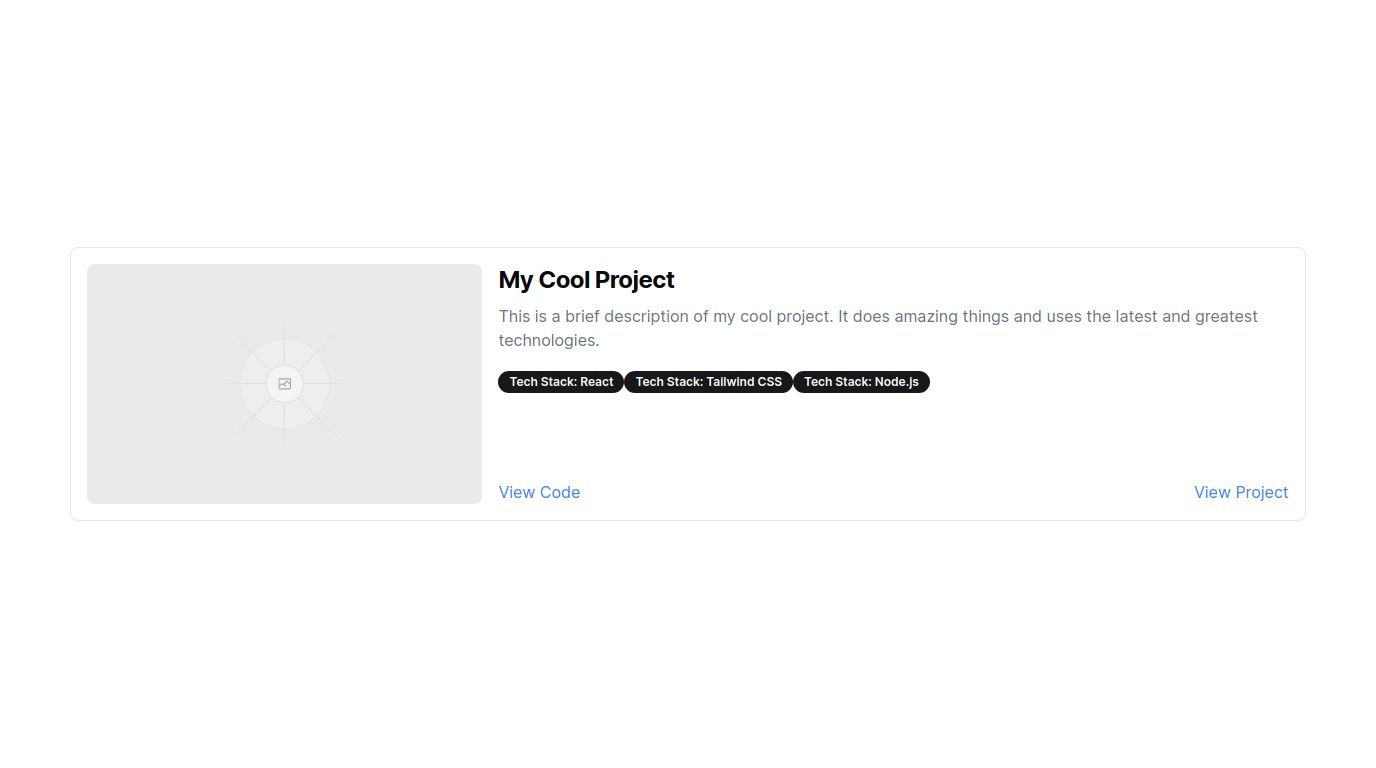 My Cool Project
This is a brief description of my cool project. It does amazing things and uses the latest and greatest
technologies.
Tech Stack: React Tech Stack: Tailwind CSS Tech Stack: Node.js
View Code View Project